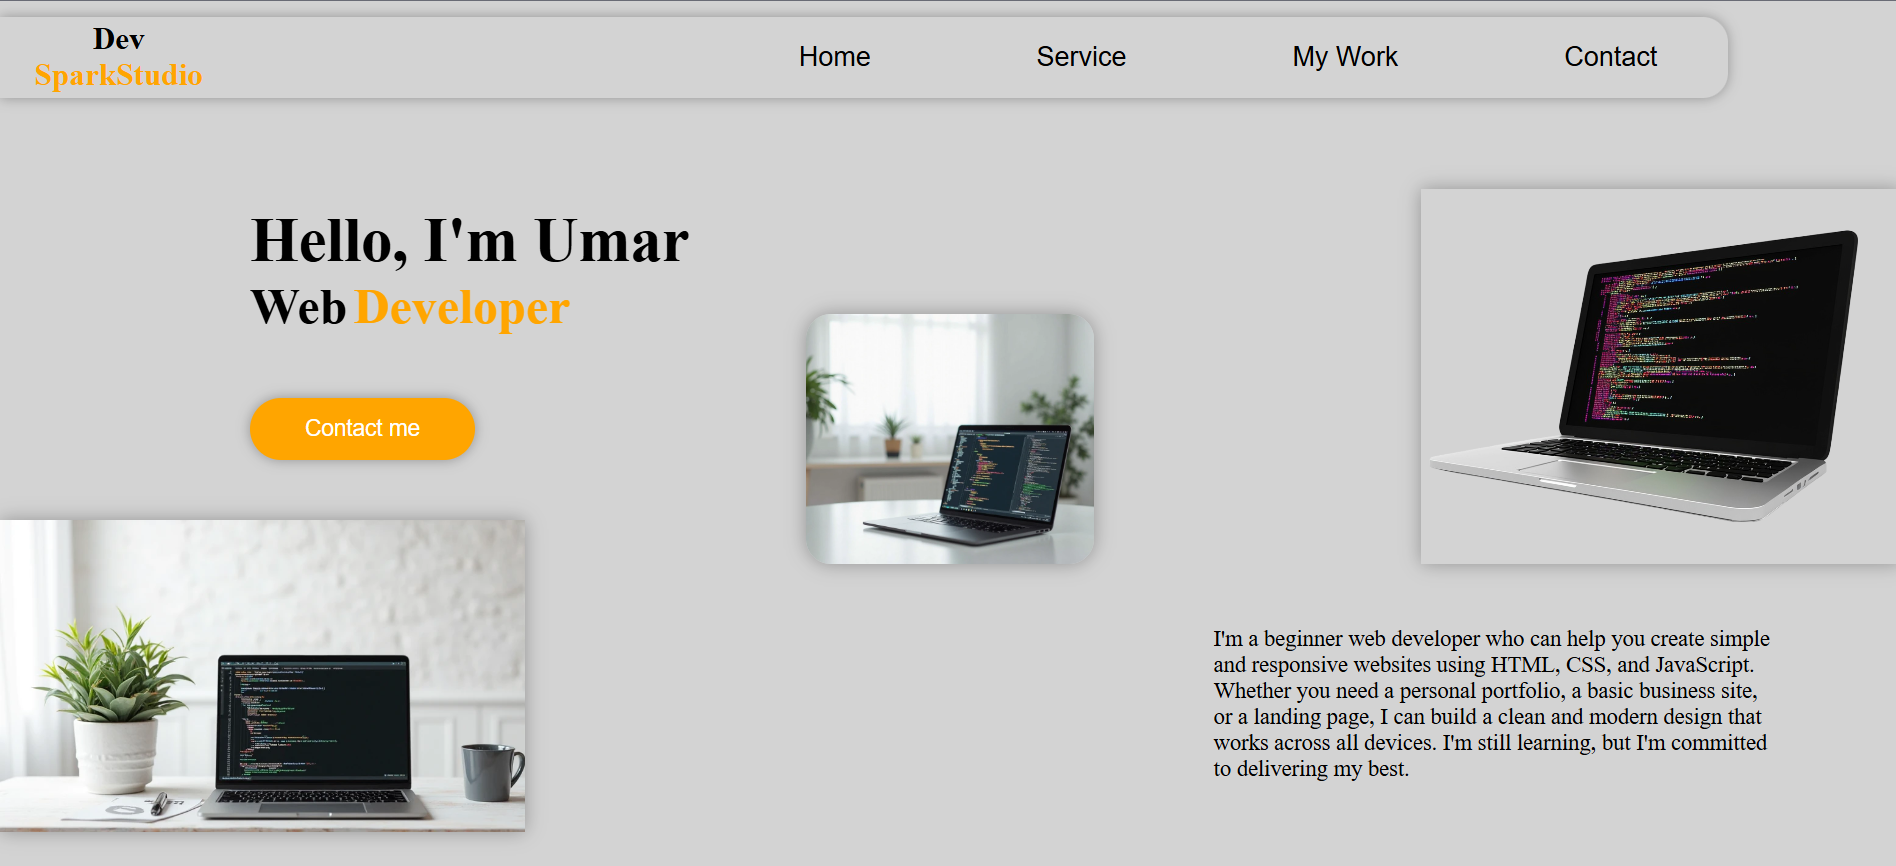 Dev
SparkStudio
Home
Service
My Work
Contact
Hello, I'm Umar
Web Developer
Contact me
I'm a beginner web developer who can help you create simple
and responsive websites using HTML, CSS, and JavaScript.
Whether you need a personal portfolio, a basic business site,
or a landing page, I can build a clean and modern design that
works across all devices. I'm still learning, but I'm committed
to delivering my best.